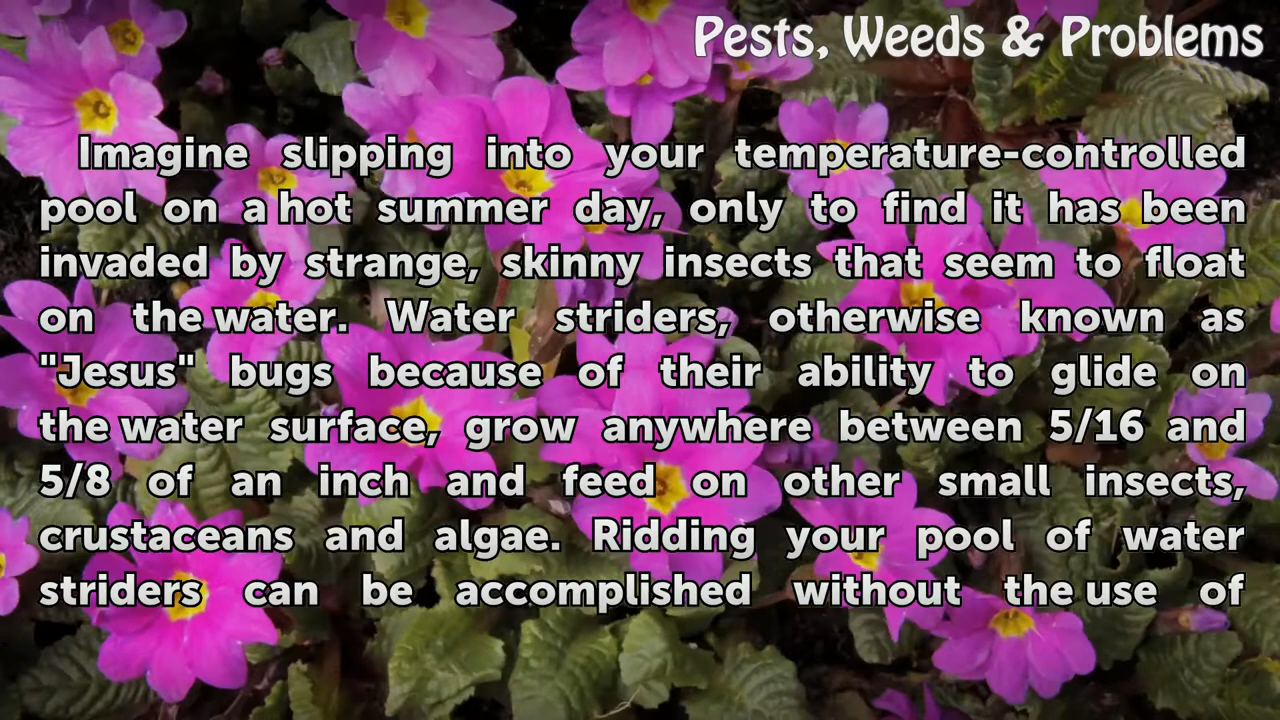 Pests, Weeds & Problems
Imagine slipping into your temperature-controlled
pool on a hot summer day, only to find it has been
invaded by strange, skinny insects that seem to float
on the water. Water striders, otherwise known as
"Jesus" bugs because of their ability to glide on
the water surface, grow anywhere between 5/16 and
5/8 of an inch and feed on other small insects,
crustaceans and algae. Ridding your pool of water
striders can be accomplished without the use of